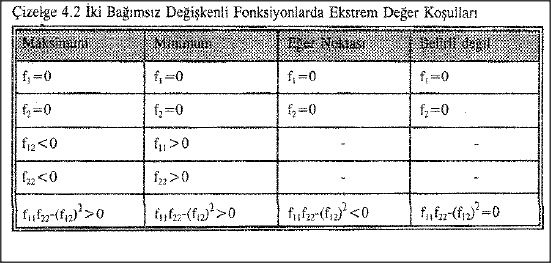 Çizelge 4.2 İki Bağımsız Değişkenli Fonksiyonlarda Ekstrem Değer Koşulları
Maksimum Minimum Eğer Noktası Belirli değil
f₁=0 f₁=0 f₁=0 f₁=0
f₂=0 f₂=0 f₂=0 f₂=0
f₁₂<0 f₁₁>0 - -
f₂₂<0 f₂₂>0 - -
f₁₁f₂₂-(f₁₂)²>0 f₁₁f₂₂-(f₁₂)²>0 f₁₁f₂₂-(f₁₂)²<0 f₁₁f₂₂-(f₁₂)²=0